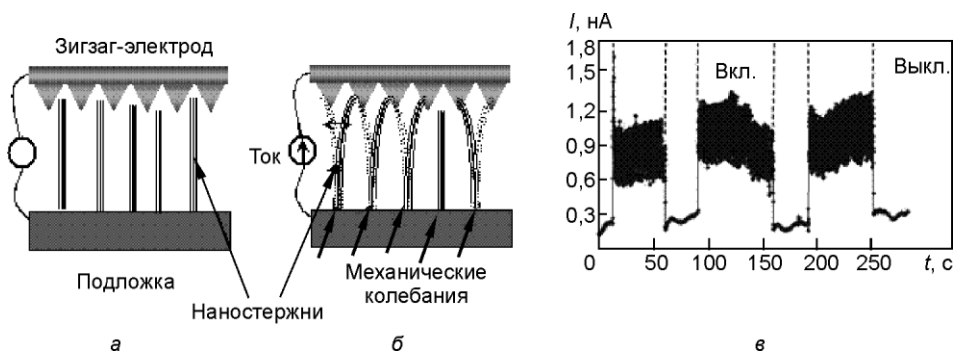 Зигзаг-электрод
Ток
Подложка
Наностержни
Механические
колебания
а
б
I, нА
1,8
1,5
1,2
0,9
0,6
0,3
0
50
100
150
200
250
t, с
Вкл.
Выкл.
в